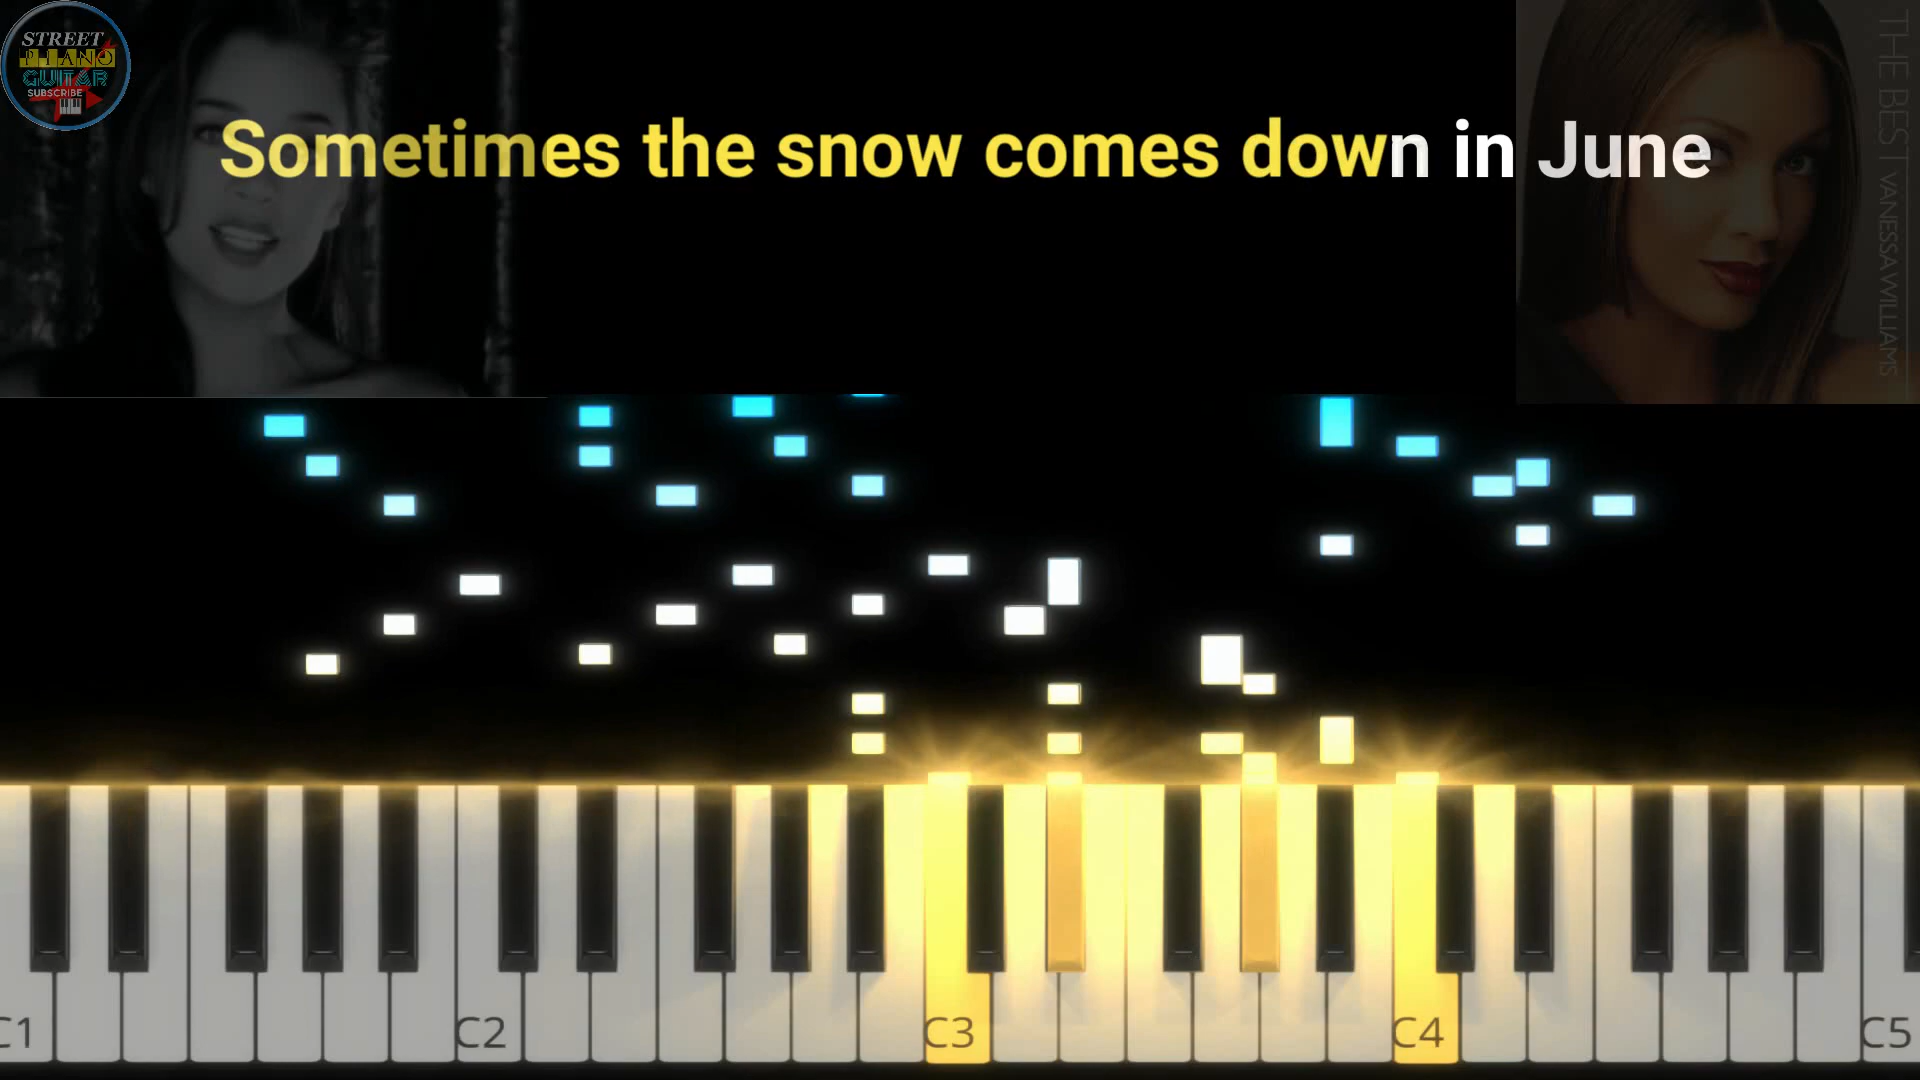 STREET
PIANO
GUITAR
SUBSCRIBE
Sometimes the snow comes down in June
THE BEST VANESSA WILLIAMS
C1
C2
C3
C4
C5